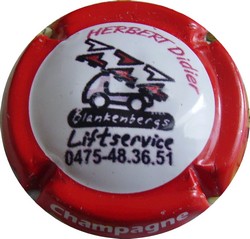 HERBERT Didier
blankenbergs
Liftservice
0475-48.36.51
Champagne